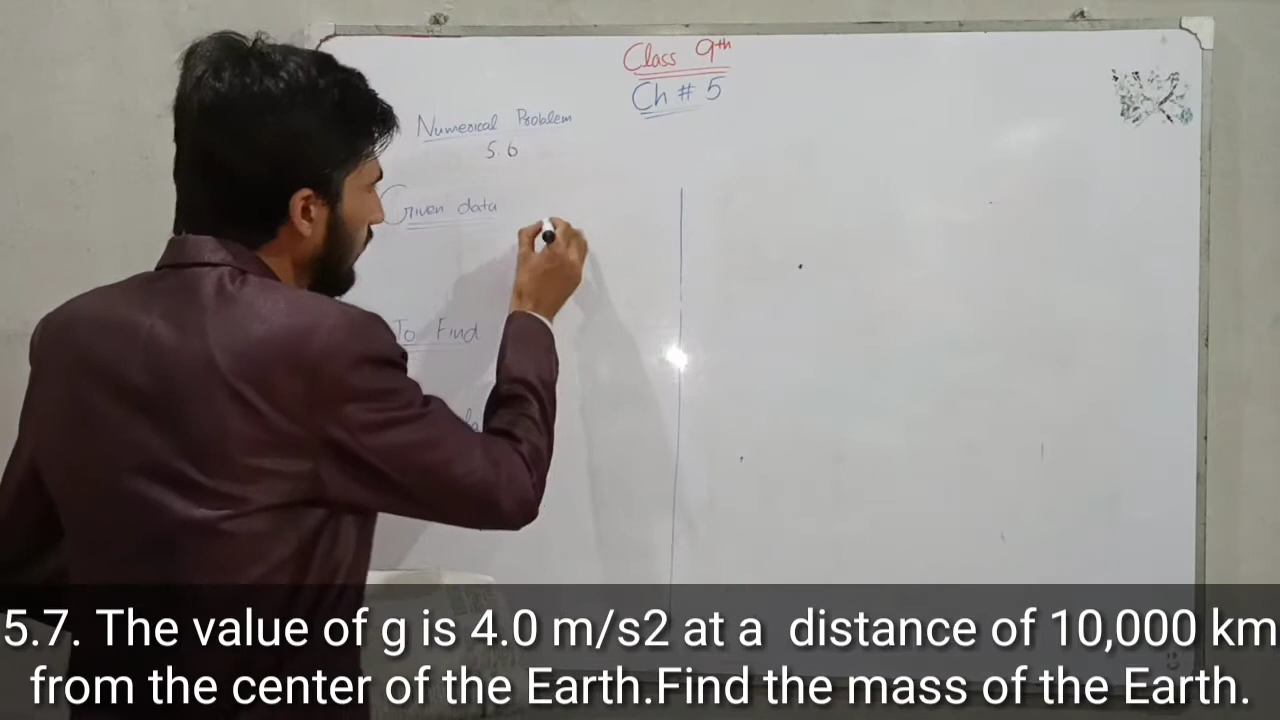 Class 9th
Ch # 5
Numerical Problem
5.6
Given data
To Find
5.7. The value of g is 4.0 m/s2 at a distance of 10,000 km
from the center of the Earth.Find the mass of the Earth.